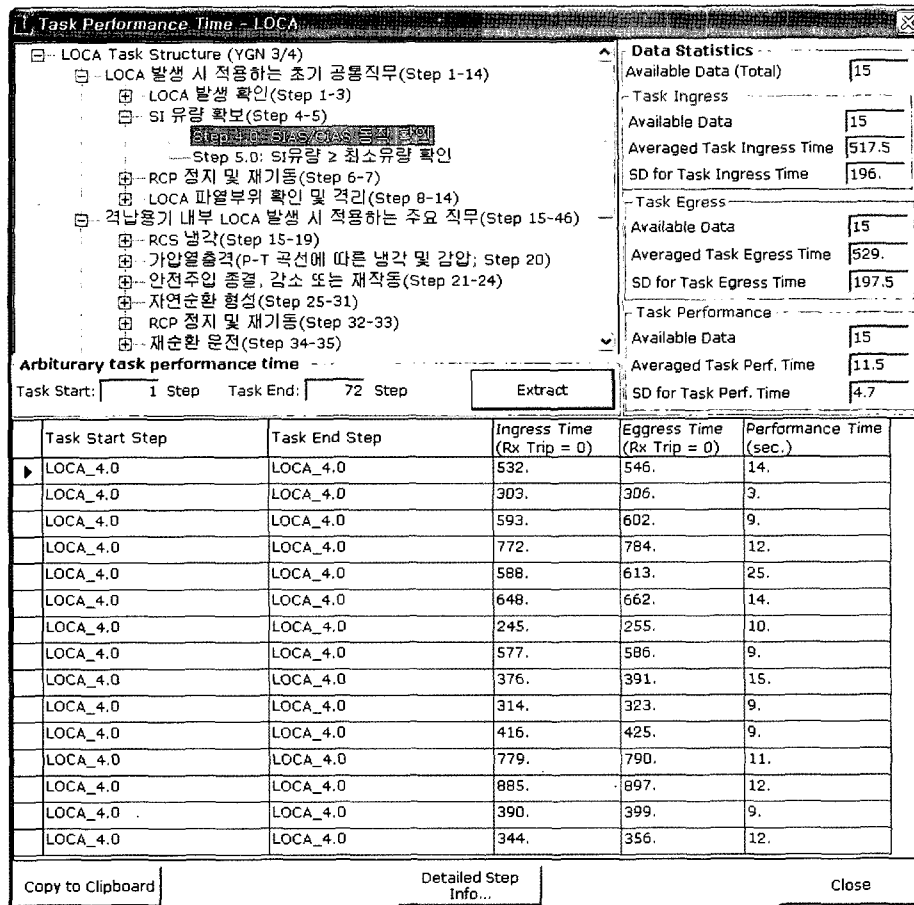 Task Performance Time - LOCA
LOCA Task Structure (YGN 3/4)
LOCA 발생 시 적용하는 초기 공통직무(Step 1-14)
LOCA 발생 확인(Step 1-3)
SI 유량 확보(Step 4-5)
Step 4.0: SIAS/CIAS 동작 확인
Step 5.0: SI유량 ≥ 최소유량 확인
RCP 정지 및 재기동(Step 6-7)
LOCA 파열부위 확인 및 격리(Step 8-14)
격납용기 내부 LOCA 발생 시 적용하는 주요 직무(Step 15-46)
RCS 냉각(Step 15-19)
가압열충격(P-T 곡선에 따른 냉각 및 감압; Step 20)
안전주입 종결, 감소 또는 재작동(Step 21-24)
자연순환 형성(Step 25-31)
RCP 정지 및 재기동(Step 32-33)
재순환 운전(Step 34-35)
Data Statistics
Available Data (Total) 15
Task Ingress
Available Data 15
Averaged Task Ingress Time 517.5
SD for Task Ingress Time 196.
Task Egress
Available Data 15
Averaged Task Egress Time 529.
SD for Task Egress Time 197.5
Task Performance
Available Data 15
Averaged Task Perf. Time 11.5
SD for Task Perf. Time 4.7
Arbiturary task performance time
Task Start: 1 Step Task End: 72 Step Extract
Task Start Step Task End Step Ingress Time (Rx Trip = 0) Eggress Time (Rx Trip = 0) Performance Time (sec.)
LOCA_4.0 LOCA_4.0 532. 546. 14.
LOCA_4.0 LOCA_4.0 303. 306. 3.
LOCA_4.0 LOCA_4.0 593. 602. 9.
LOCA_4.0 LOCA_4.0 772. 784. 12.
LOCA_4.0 LOCA_4.0 588. 613. 25.
LOCA_4.0 LOCA_4.0 648. 662. 14.
LOCA_4.0 LOCA_4.0 245. 255. 10.
LOCA_4.0 LOCA_4.0 577. 586. 9.
LOCA_4.0 LOCA_4.0 376. 391. 15.
LOCA_4.0 LOCA_4.0 314. 323. 9.
LOCA_4.0 LOCA_4.0 416. 425. 9.
LOCA_4.0 LOCA_4.0 779. 790. 11.
LOCA_4.0 LOCA_4.0 885. 897. 12.
LOCA_4.0 LOCA_4.0 390. 399. 9.
LOCA_4.0 LOCA_4.0 344. 356. 12.
Copy to Clipboard Detailed Step Info... Close